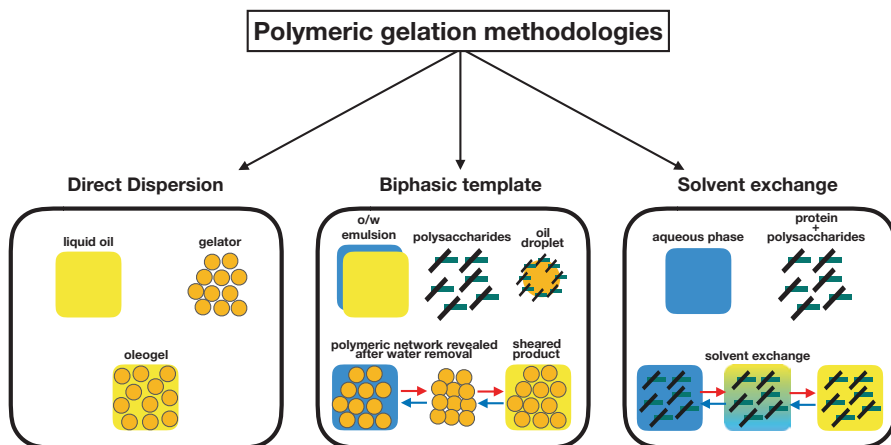 Polymeric gelation methodologies
Direct Dispersion
liquid oil
gelator
oleogel
Biphasic template
o/w
emulsion
polysaccharides
oil
droplet
polymeric network revealed
after water removal
sheared
product
Solvent exchange
aqueous phase
protein
+
polysaccharides
solvent exchange